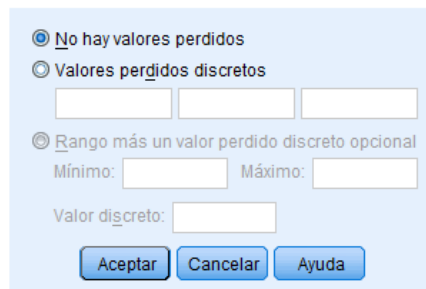 No hay valores perdidos
Valores perdidos discretos
Rango más un valor perdido discreto opcional
Mínimo: Máximo:
Valor discreto:
Aceptar Cancelar Ayuda